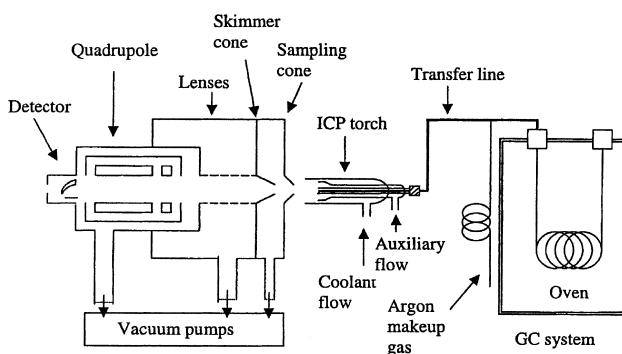 Skimmer
cone
Sampling
cone
Quadrupole
Lenses
Transfer line
Detector
ICP torch
Auxiliary
flow
Coolant
flow
Argon
makeup
gas
Oven
GC system
Vacuum pumps